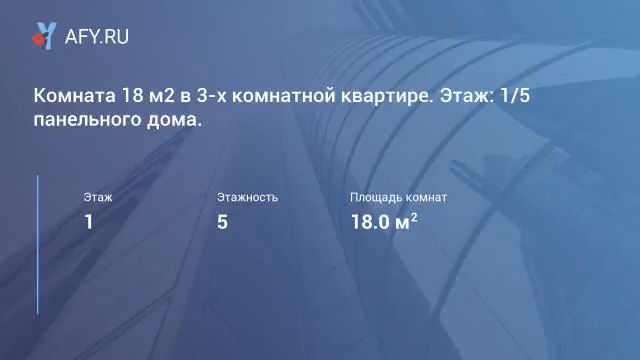 AFY.RU
Комната 18 м2 в 3-х комнатной квартире. Этаж: 1/5
панельного дома.
Этаж Этажность Площадь комнат
1 5 18.0 м²